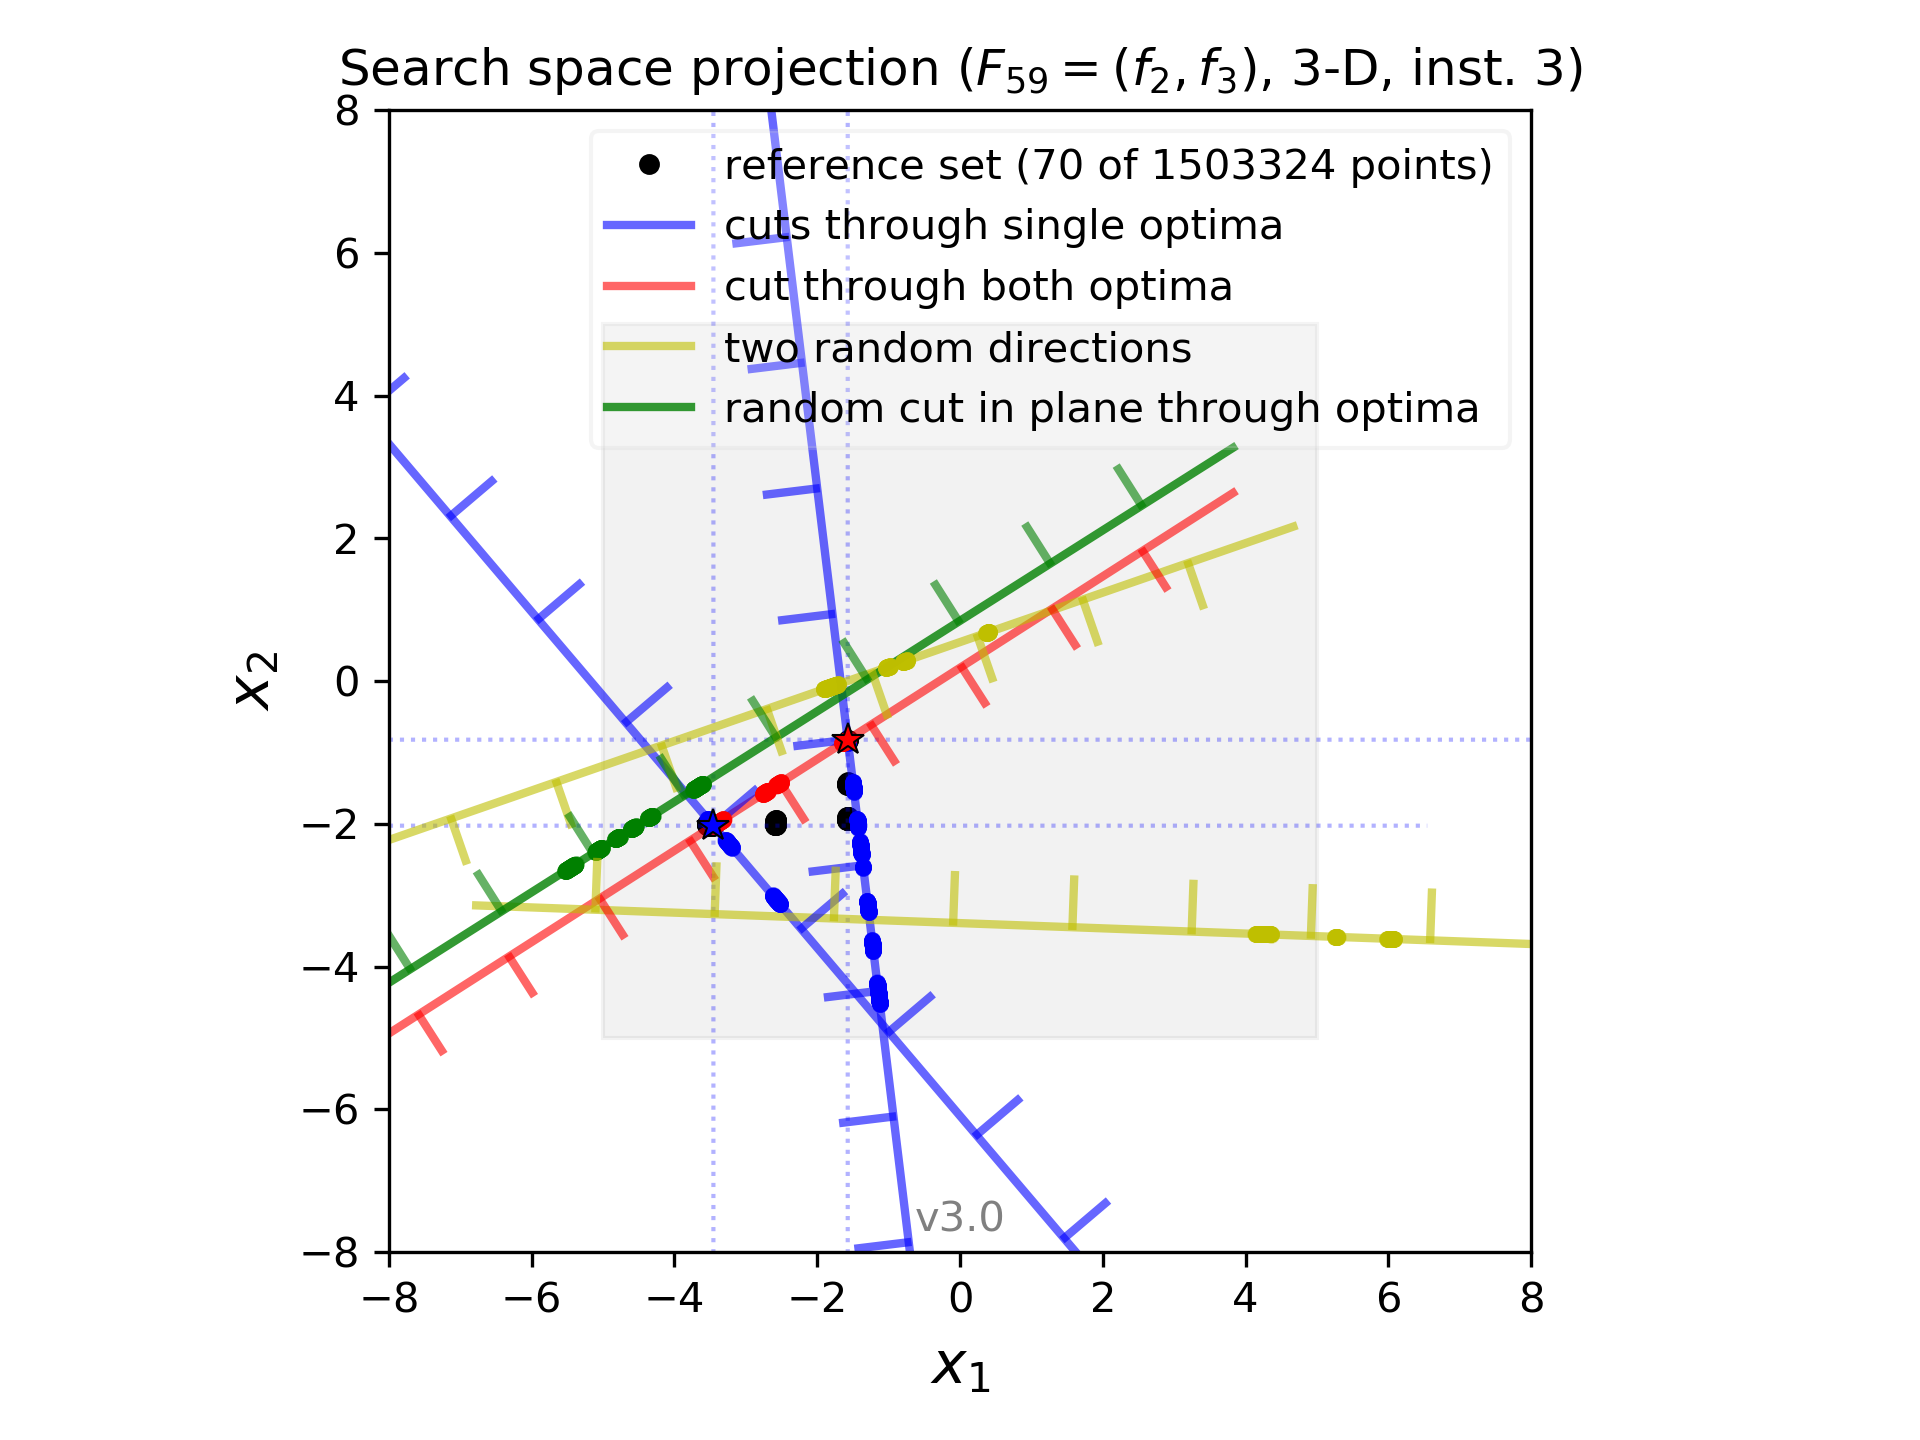 Search space projection (F₅₉ = (f₂, f₃), 3-D, inst. 3)
reference set (70 of 1503324 points)
cuts through single optima
cut through both optima
two random directions
random cut in plane through optima
8
6
4
2
0
−2
−4
−6
−8
x₂
v3.0
−8 −6 −4 −2 0 2 4 6 8
x₁